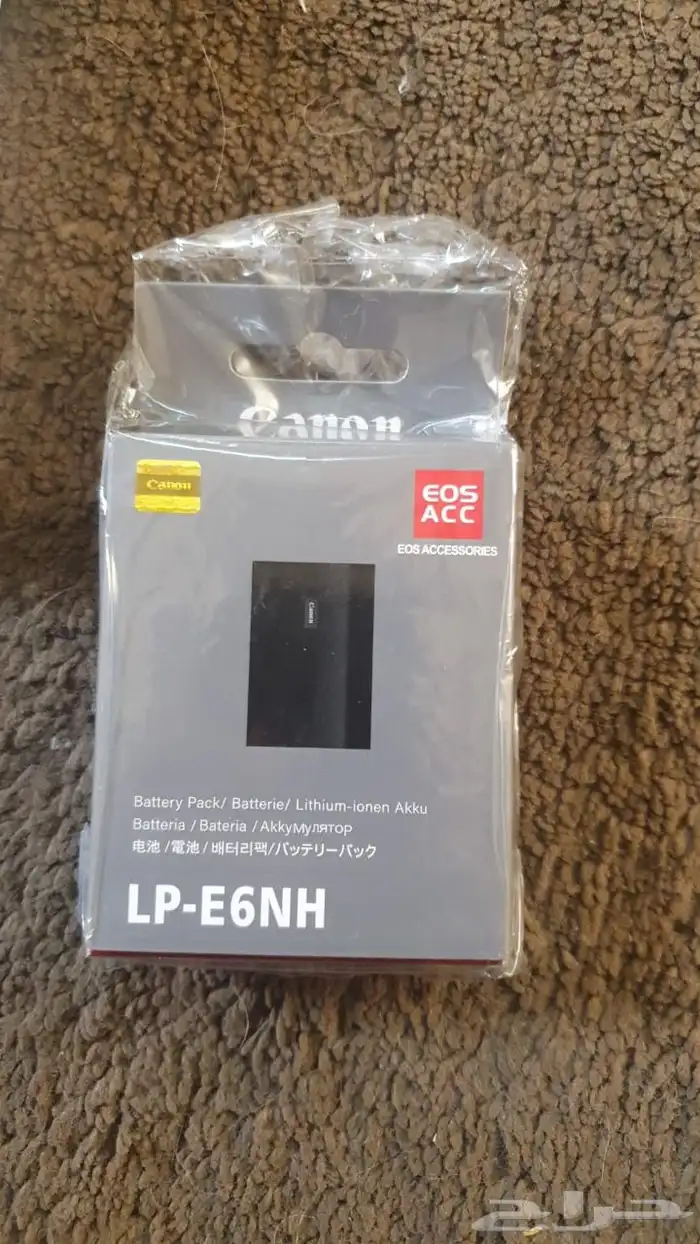 Canon
Canon
EOS
ACC
EOS ACCESSORIES
Canon
Battery Pack/ Batterie/ Lithium-ionen Akku
Batteria / Bateria / Аккумулятор
电池 / 電池 / 배터리팩/バッテリーパック
LP-E6NH
حراج